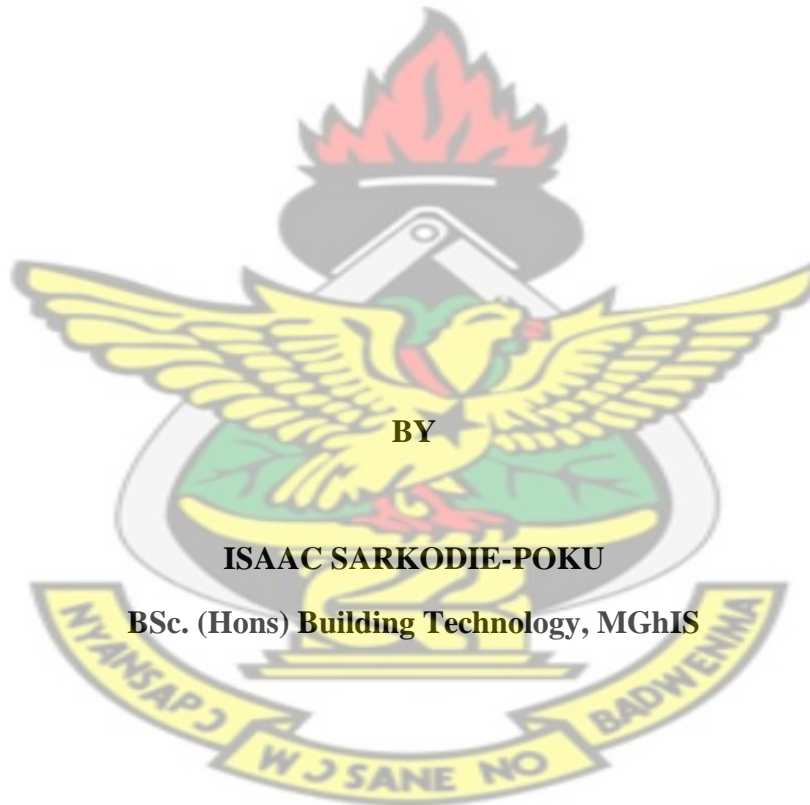 BY
ISAAC SARKODIE-POKU
BSc. (Hons) Building Technology, MGhIS
NYANSAPƆ WƆSANE NO BADWENMA